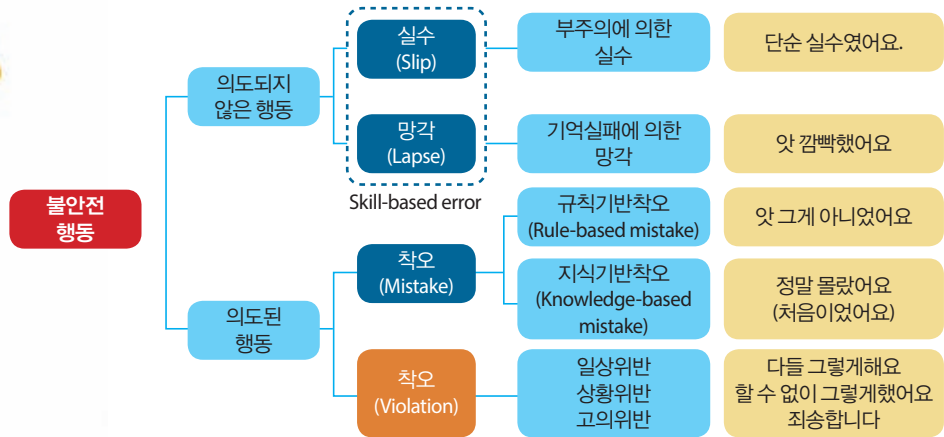 불안전
행동
의도되지
않은 행동
실수
(Slip)
부주의에 의한
실수
단순 실수였어요.
망각
(Lapse)
기억실패에 의한
망각
앗 깜빡했어요
Skill-based error
의도된
행동
착오
(Mistake)
규칙기반착오
(Rule-based mistake)
앗 그게 아니었어요
지식기반착오
(Knowledge-based
mistake)
정말 몰랐어요
(처음이었어요)
착오
(Violation)
일상위반
상황위반
고의위반
다들 그렇게해요
할 수 없이 그렇게했어요
죄송합니다